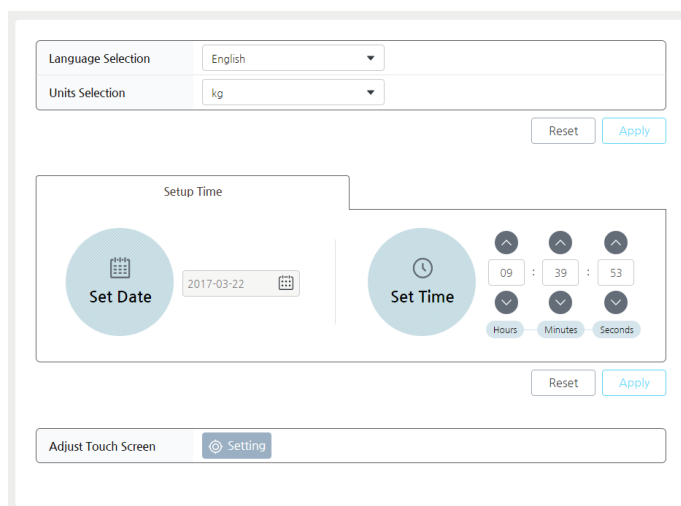 Language Selection English
Units Selection kg
Reset Apply
Setup Time
Set Date 2017-03-22
Set Time 09 : 39 : 53
Hours Minutes Seconds
Reset Apply
Adjust Touch Screen Setting